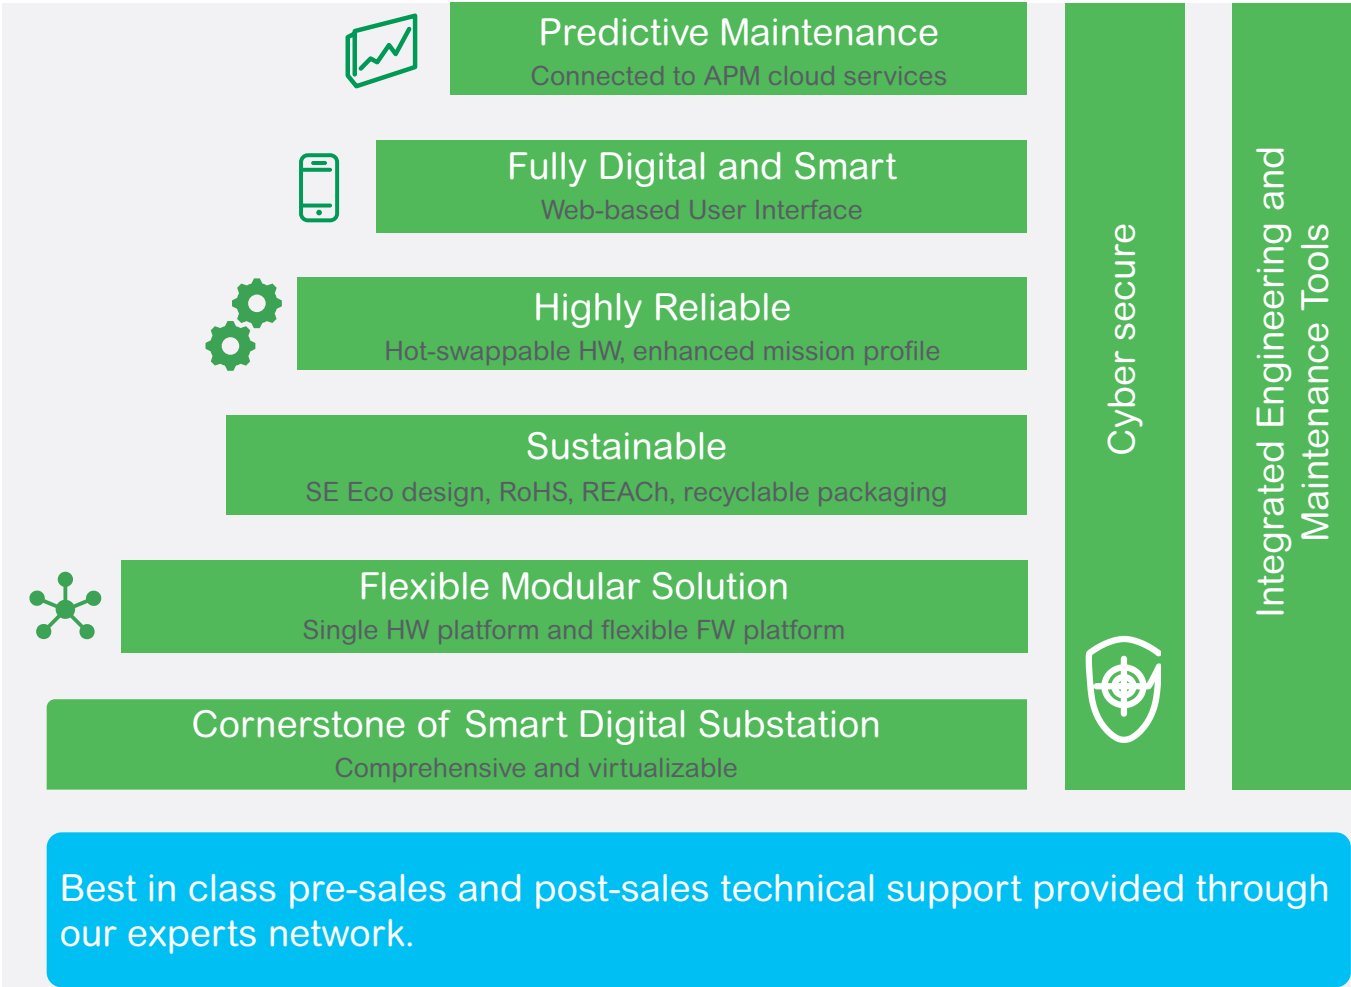 Predictive Maintenance
Connected to APM cloud services
Fully Digital and Smart
Web-based User Interface
Highly Reliable
Hot-swappable HW, enhanced mission profile
Sustainable
SE Eco design, RoHS, REACh, recyclable packaging
Flexible Modular Solution
Single HW platform and flexible FW platform
Cornerstone of Smart Digital Substation
Comprehensive and virtualizable
Cyber secure
Integrated Engineering and
Maintenance Tools
Best in class pre-sales and post-sales technical support provided through
our experts network.